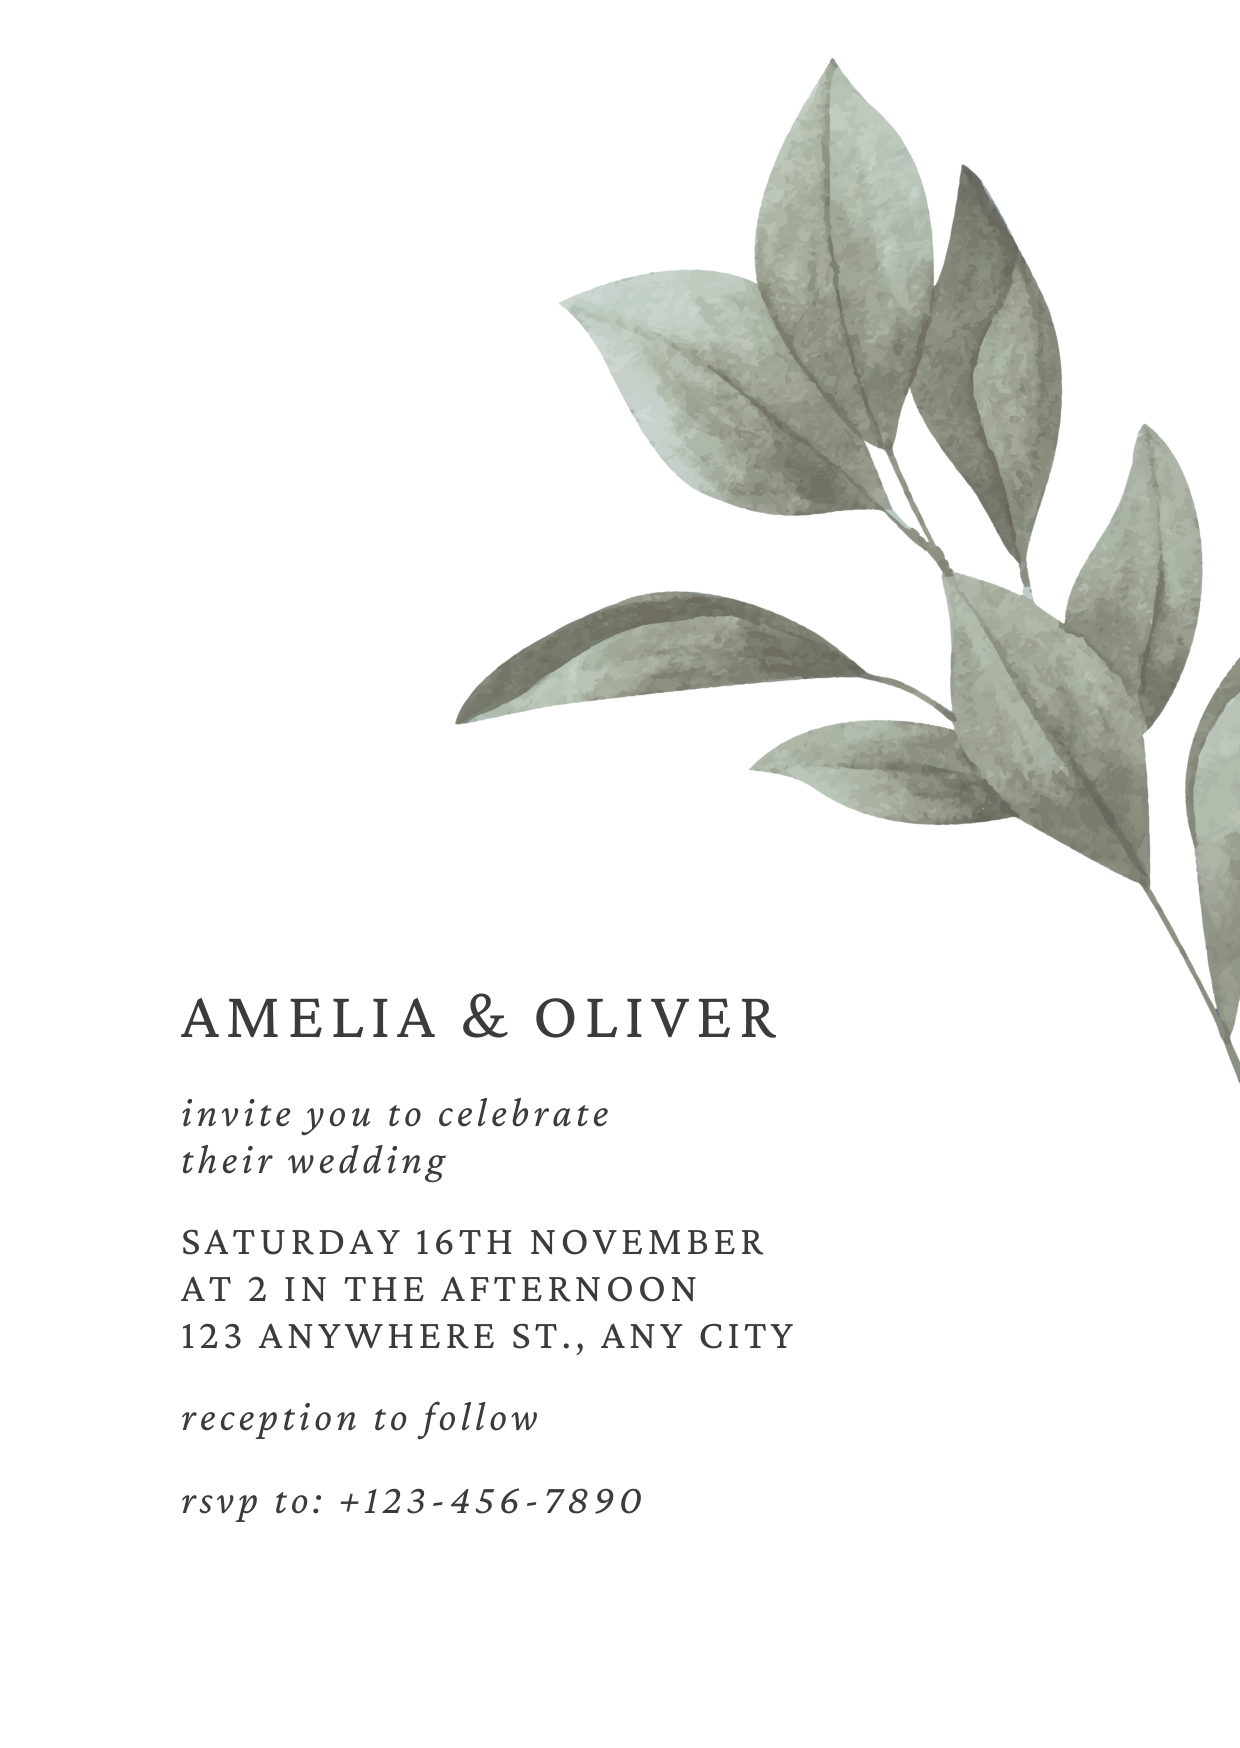 AMELIA & OLIVER
invite you to celebrate
their wedding
SATURDAY 16TH NOVEMBER
AT 2 IN THE AFTERNOON
123 ANYWHERE ST., ANY CITY
reception to follow
rsvp to: +123-456-7890